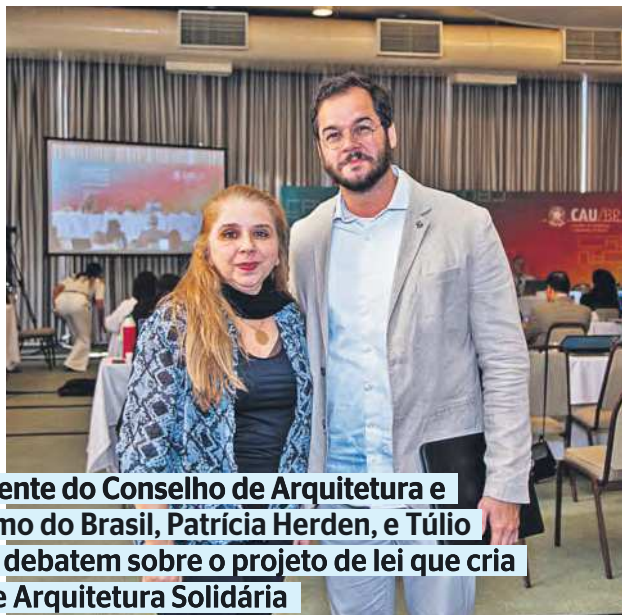 CAU/BR
ente do Conselho de Arquitetura e
mo do Brasil, Patrícia Herden, e Túlio
debatem sobre o projeto de lei que cria
e Arquitetura Solidária